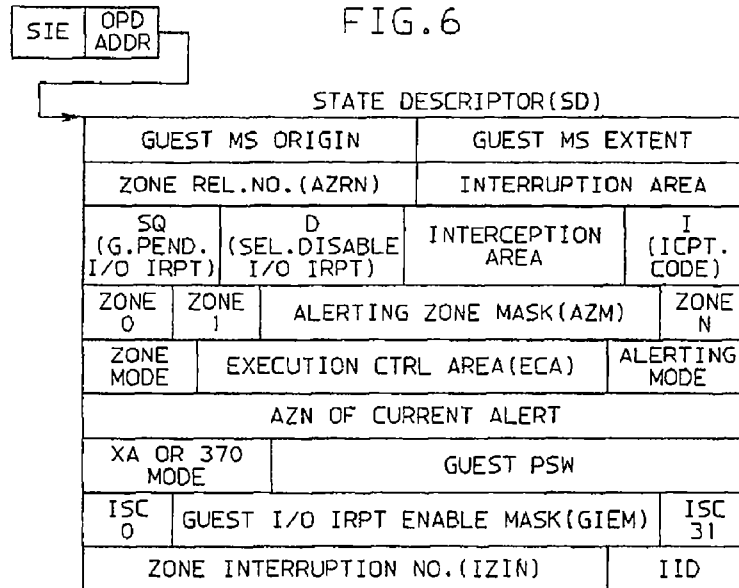 FIG.6
SIE
OPD
ADDR
STATE DESCRIPTOR(SD)
GUEST MS ORIGIN
GUEST MS EXTENT
ZONE REL.NO.(AZRN)
INTERRUPTION AREA
SQ
(G.PEND.
I/O IRPT)
D
(SEL.DISABLE
I/O IRPT)
INTERCEPTION
AREA
I
(ICPT.
CODE)
ZONE
0
ZONE
1
ALERTING ZONE MASK(AZM)
ZONE
N
ZONE
MODE
EXECUTION CTRL AREA(ECA)
ALERTING
MODE
AZN OF CURRENT ALERT
XA OR 370
MODE
GUEST PSW
ISC
0
GUEST I/O IRPT ENABLE MASK(GIEM)
ISC
31
ZONE INTERRUPTION NO.(IZIN)
IID